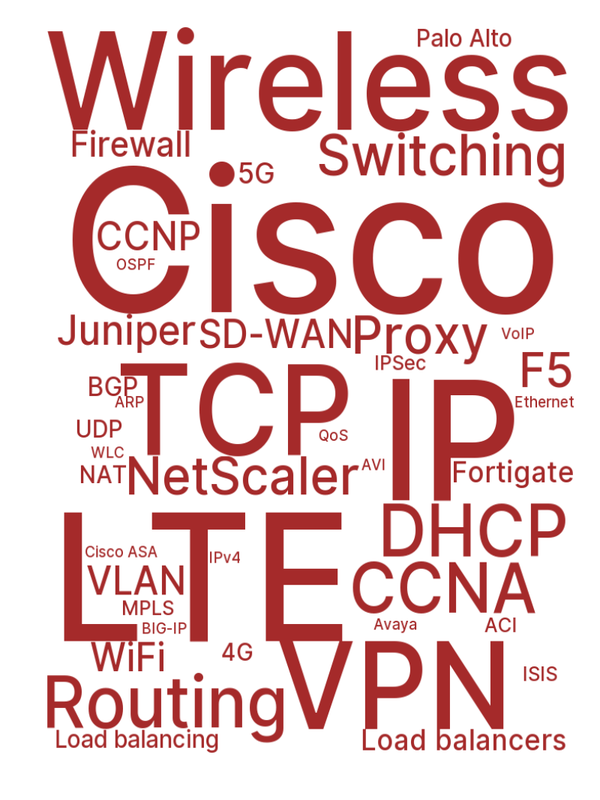 Wireless
Palo Alto
Firewall
Switching
Cisco
5G
CCNP
OSPF
Juniper
SD-WAN
Proxy
VoIP
IPSec
F5
TCP
IP
BGP
ARP
Ethernet
UDP
QoS
WLC
NAT
NetScaler
AVI
Fortigate
LTE
DHCP
Cisco ASA
IPv4
VLAN
CCNA
MPLS
BIG-IP
Avaya
ACI
WiFi
4G
VPN
ISIS
Routing
Load balancing
Load balancers